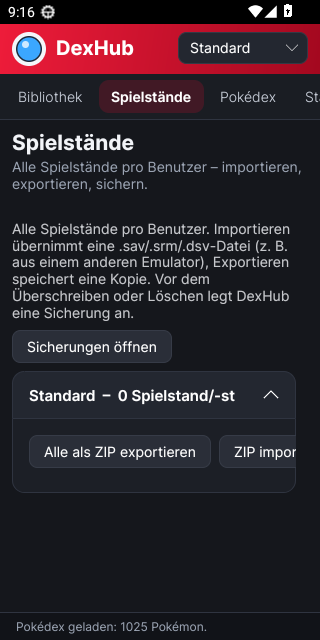 9:16
DexHub
Standard
Bibliothek
Spielstände
Pokédex
Sta
Spielstände
Alle Spielstände pro Benutzer – importieren,
exportieren, sichern.
Alle Spielstände pro Benutzer. Importieren
übernimmt eine .sav/.srm/.dsv-Datei (z. B.
aus einem anderen Emulator), Exportieren
speichert eine Kopie. Vor dem
Überschreiben oder Löschen legt DexHub
eine Sicherung an.
Sicherungen öffnen
Standard – 0 Spielstand/-st
Alle als ZIP exportieren
ZIP impor
Pokédex geladen: 1025 Pokémon.